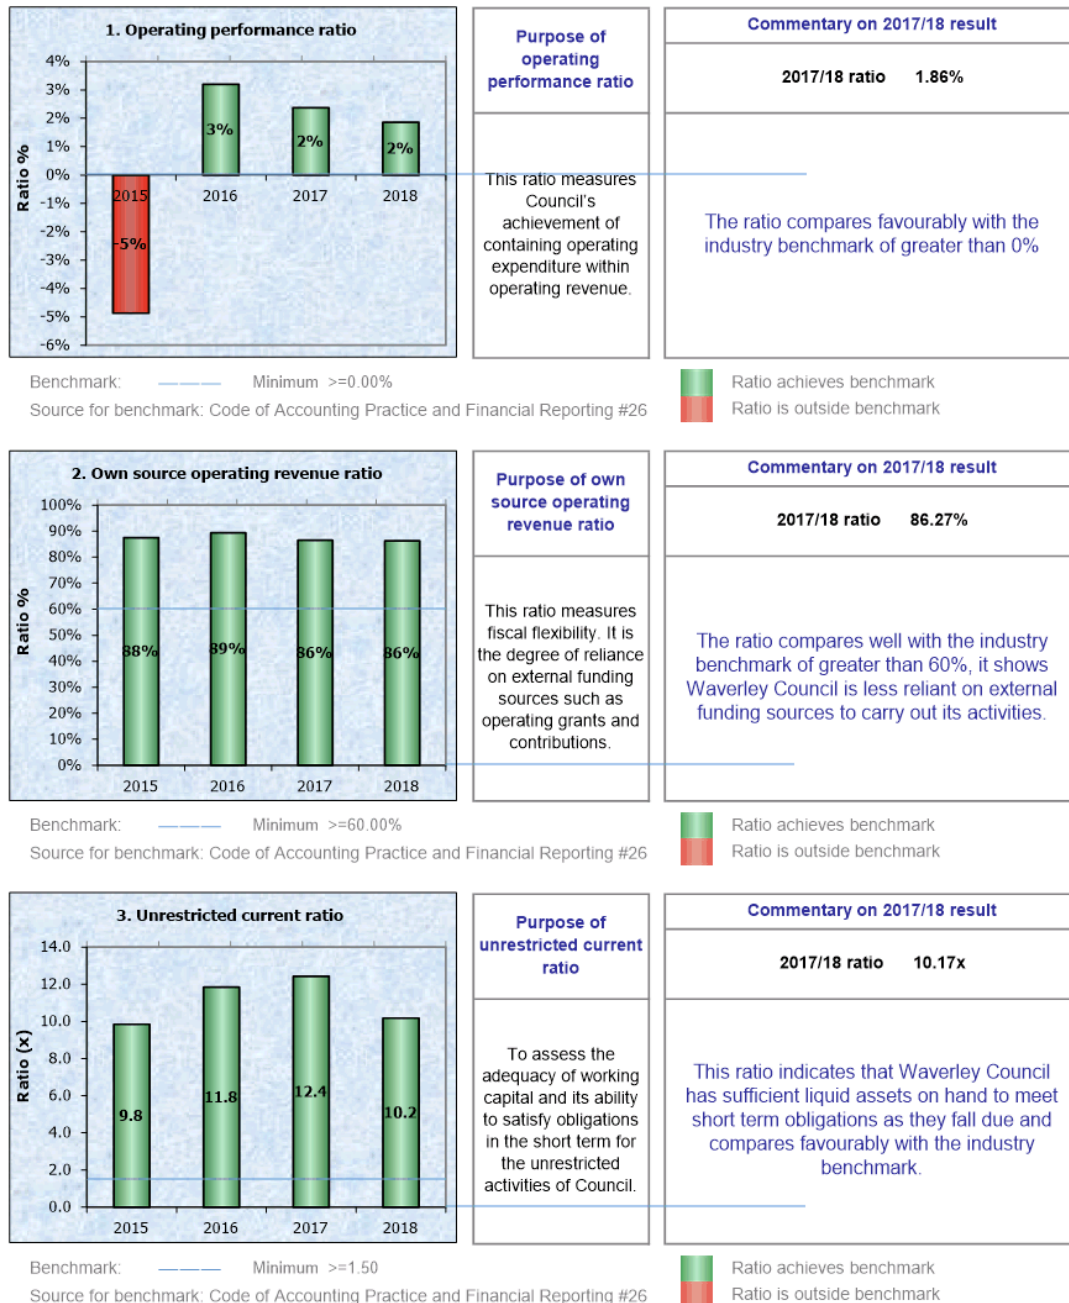 1. Operating performance ratio
4%
3%
2%
1%
0%
-1%
-2%
-3%
-4%
-5%
-6%
Ratio %
2015
2016
2017
2018
-5%
3%
2%
2%
Purpose of
operating
performance ratio
This ratio measures
Council's
achievement of
containing operating
expenditure within
operating revenue.
Commentary on 2017/18 result
2017/18 ratio 1.86%
The ratio compares favourably with the
industry benchmark of greater than 0%
Benchmark: Minimum >=0.00%
Source for benchmark: Code of Accounting Practice and Financial Reporting #26
Ratio achieves benchmark
Ratio is outside benchmark
2. Own source operating revenue ratio
100%
90%
80%
70%
60%
50%
40%
30%
20%
10%
0%
Ratio %
88%
89%
86%
86%
2015
2016
2017
2018
Purpose of own
source operating
revenue ratio
This ratio measures
fiscal flexibility. It is
the degree of reliance
on external funding
sources such as
operating grants and
contributions.
Commentary on 2017/18 result
2017/18 ratio 86.27%
The ratio compares well with the industry
benchmark of greater than 60%, it shows
Waverley Council is less reliant on external
funding sources to carry out its activities.
Benchmark: Minimum >=60.00%
Source for benchmark: Code of Accounting Practice and Financial Reporting #26
Ratio achieves benchmark
Ratio is outside benchmark
3. Unrestricted current ratio
14.0
12.0
10.0
8.0
6.0
4.0
2.0
0.0
Ratio (x)
9.8
11.8
12.4
10.2
2015
2016
2017
2018
Purpose of
unrestricted current
ratio
To assess the
adequacy of working
capital and its ability
to satisfy obligations
in the short term for
the unrestricted
activities of Council.
Commentary on 2017/18 result
2017/18 ratio 10.17x
This ratio indicates that Waverley Council
has sufficient liquid assets on hand to meet
short term obligations as they fall due and
compares favourably with the industry
benchmark.
Benchmark: Minimum >=1.50
Source for benchmark: Code of Accounting Practice and Financial Reporting #26
Ratio achieves benchmark
Ratio is outside benchmark